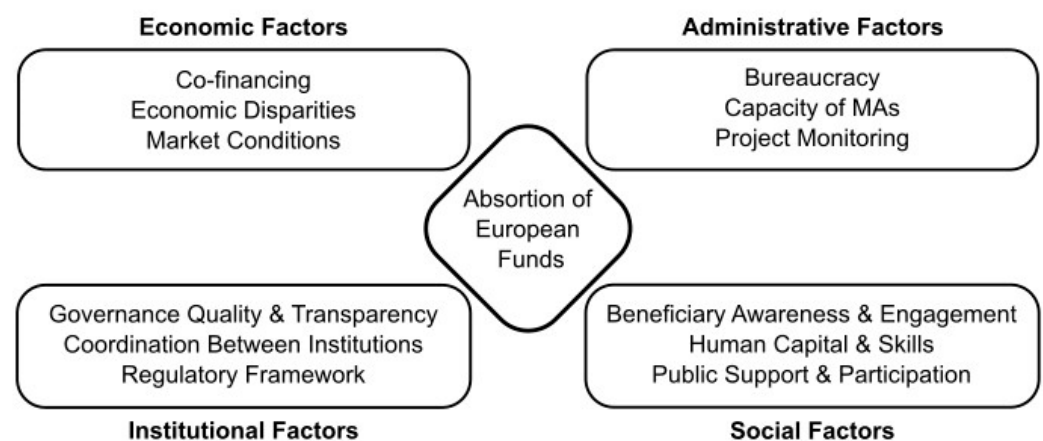 Economic Factors
Co-financing
Economic Disparities
Market Conditions
Administrative Factors
Bureaucracy
Capacity of MAs
Project Monitoring
Absortion of
European
Funds
Governance Quality & Transparency
Coordination Between Institutions
Regulatory Framework
Institutional Factors
Beneficiary Awareness & Engagement
Human Capital & Skills
Public Support & Participation
Social Factors